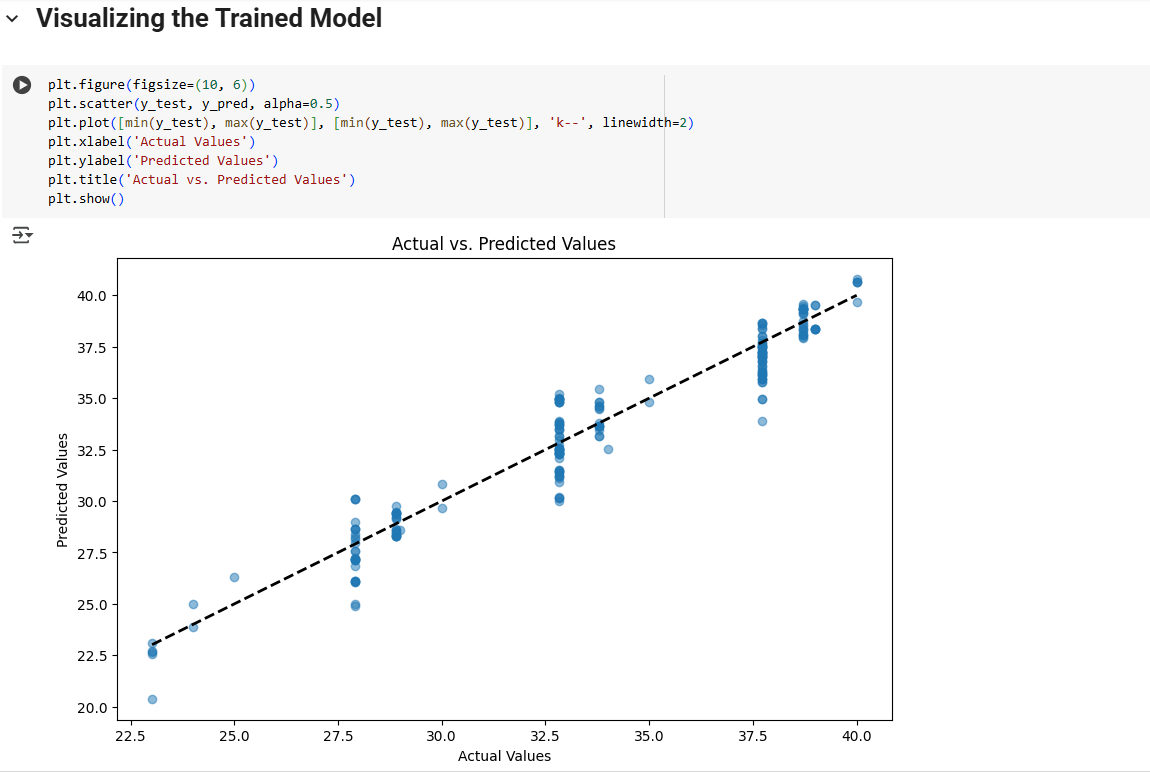 Visualizing the Trained Model
plt.figure(figsize=(10, 6))
plt.scatter(y_test, y_pred, alpha=0.5)
plt.plot([min(y_test), max(y_test)], [min(y_test), max(y_test)], 'k--', linewidth=2)
plt.xlabel('Actual Values')
plt.ylabel('Predicted Values')
plt.title('Actual vs. Predicted Values')
plt.show()
Actual vs. Predicted Values
Predicted Values
40.0
37.5
35.0
32.5
30.0
27.5
25.0
22.5
20.0
22.5 25.0 27.5 30.0 32.5 35.0 37.5 40.0
Actual Values